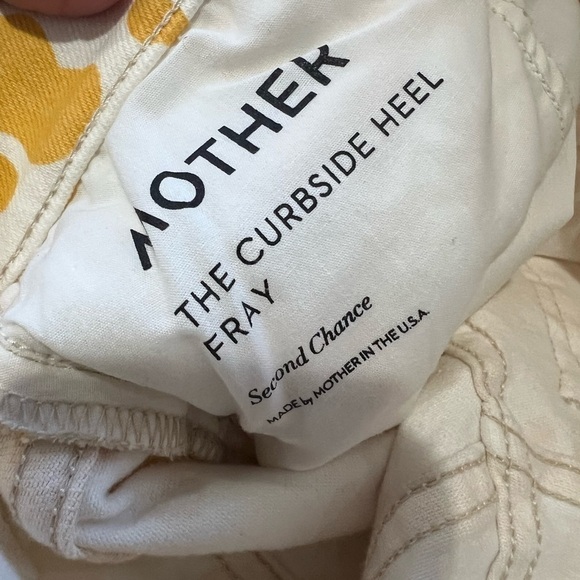 MOTHER
THE CURBSIDE HEEL
FRAY
Second Chance
MADE by MOTHER IN THE U.S.A.